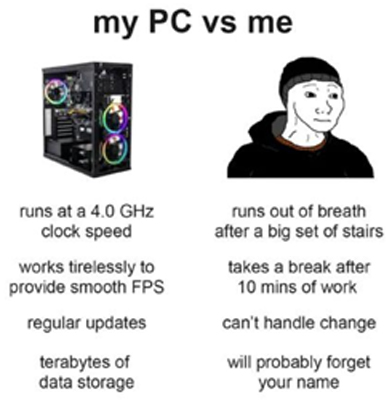 my PC vs me
runs at a 4.0 GHz
clock speed
runs out of breath
after a big set of stairs
works tirelessly to
provide smooth FPS
takes a break after
10 mins of work
regular updates
can't handle change
terabytes of
data storage
will probably forget
your name